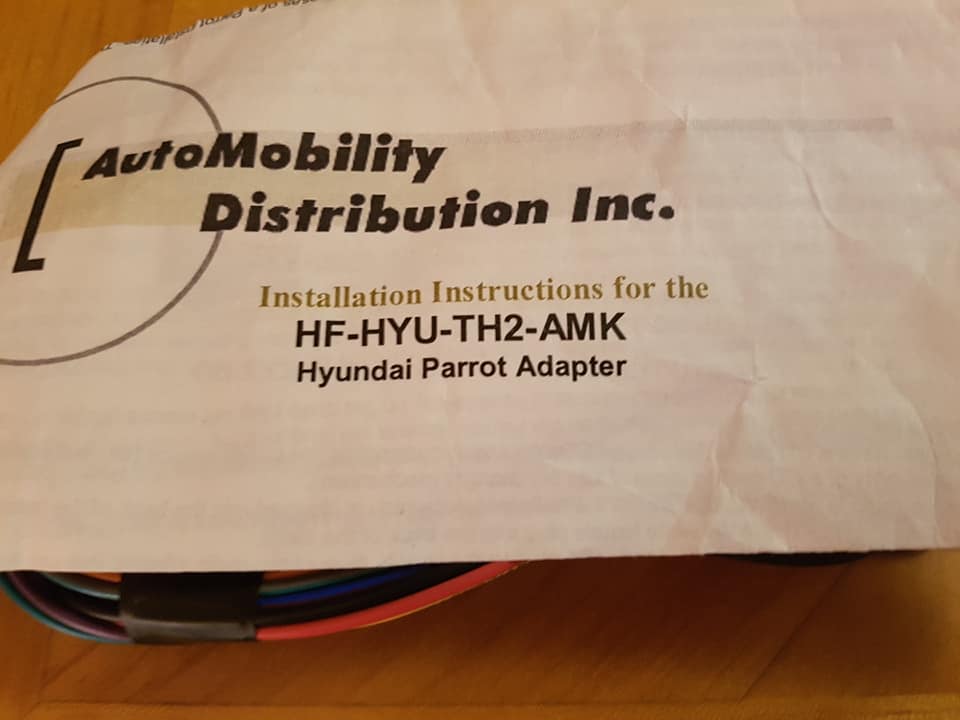 AutoMobility
Distribution Inc.
Installation Instructions for the
HF-HYU-TH2-AMK
Hyundai Parrot Adapter